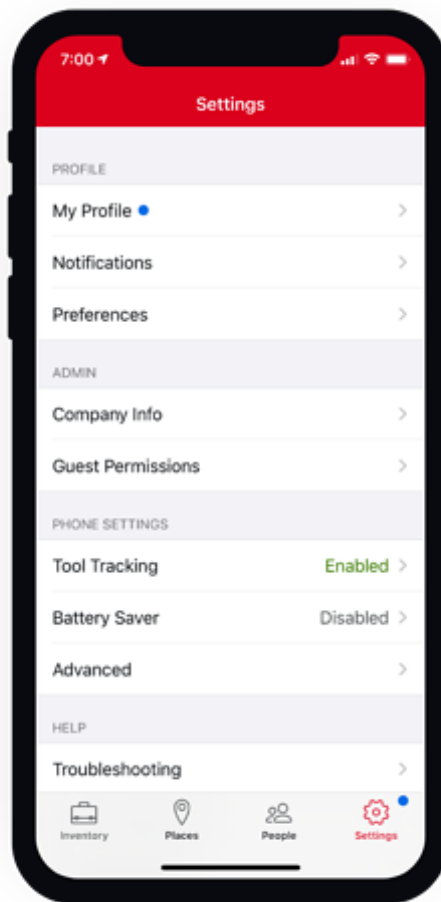 7:00
Settings
PROFILE
My Profile
Notifications
Preferences
ADMIN
Company Info
Guest Permissions
PHONE SETTINGS
Tool Tracking Enabled
Battery Saver Disabled
Advanced
HELP
Troubleshooting
Inventory Places People Settings